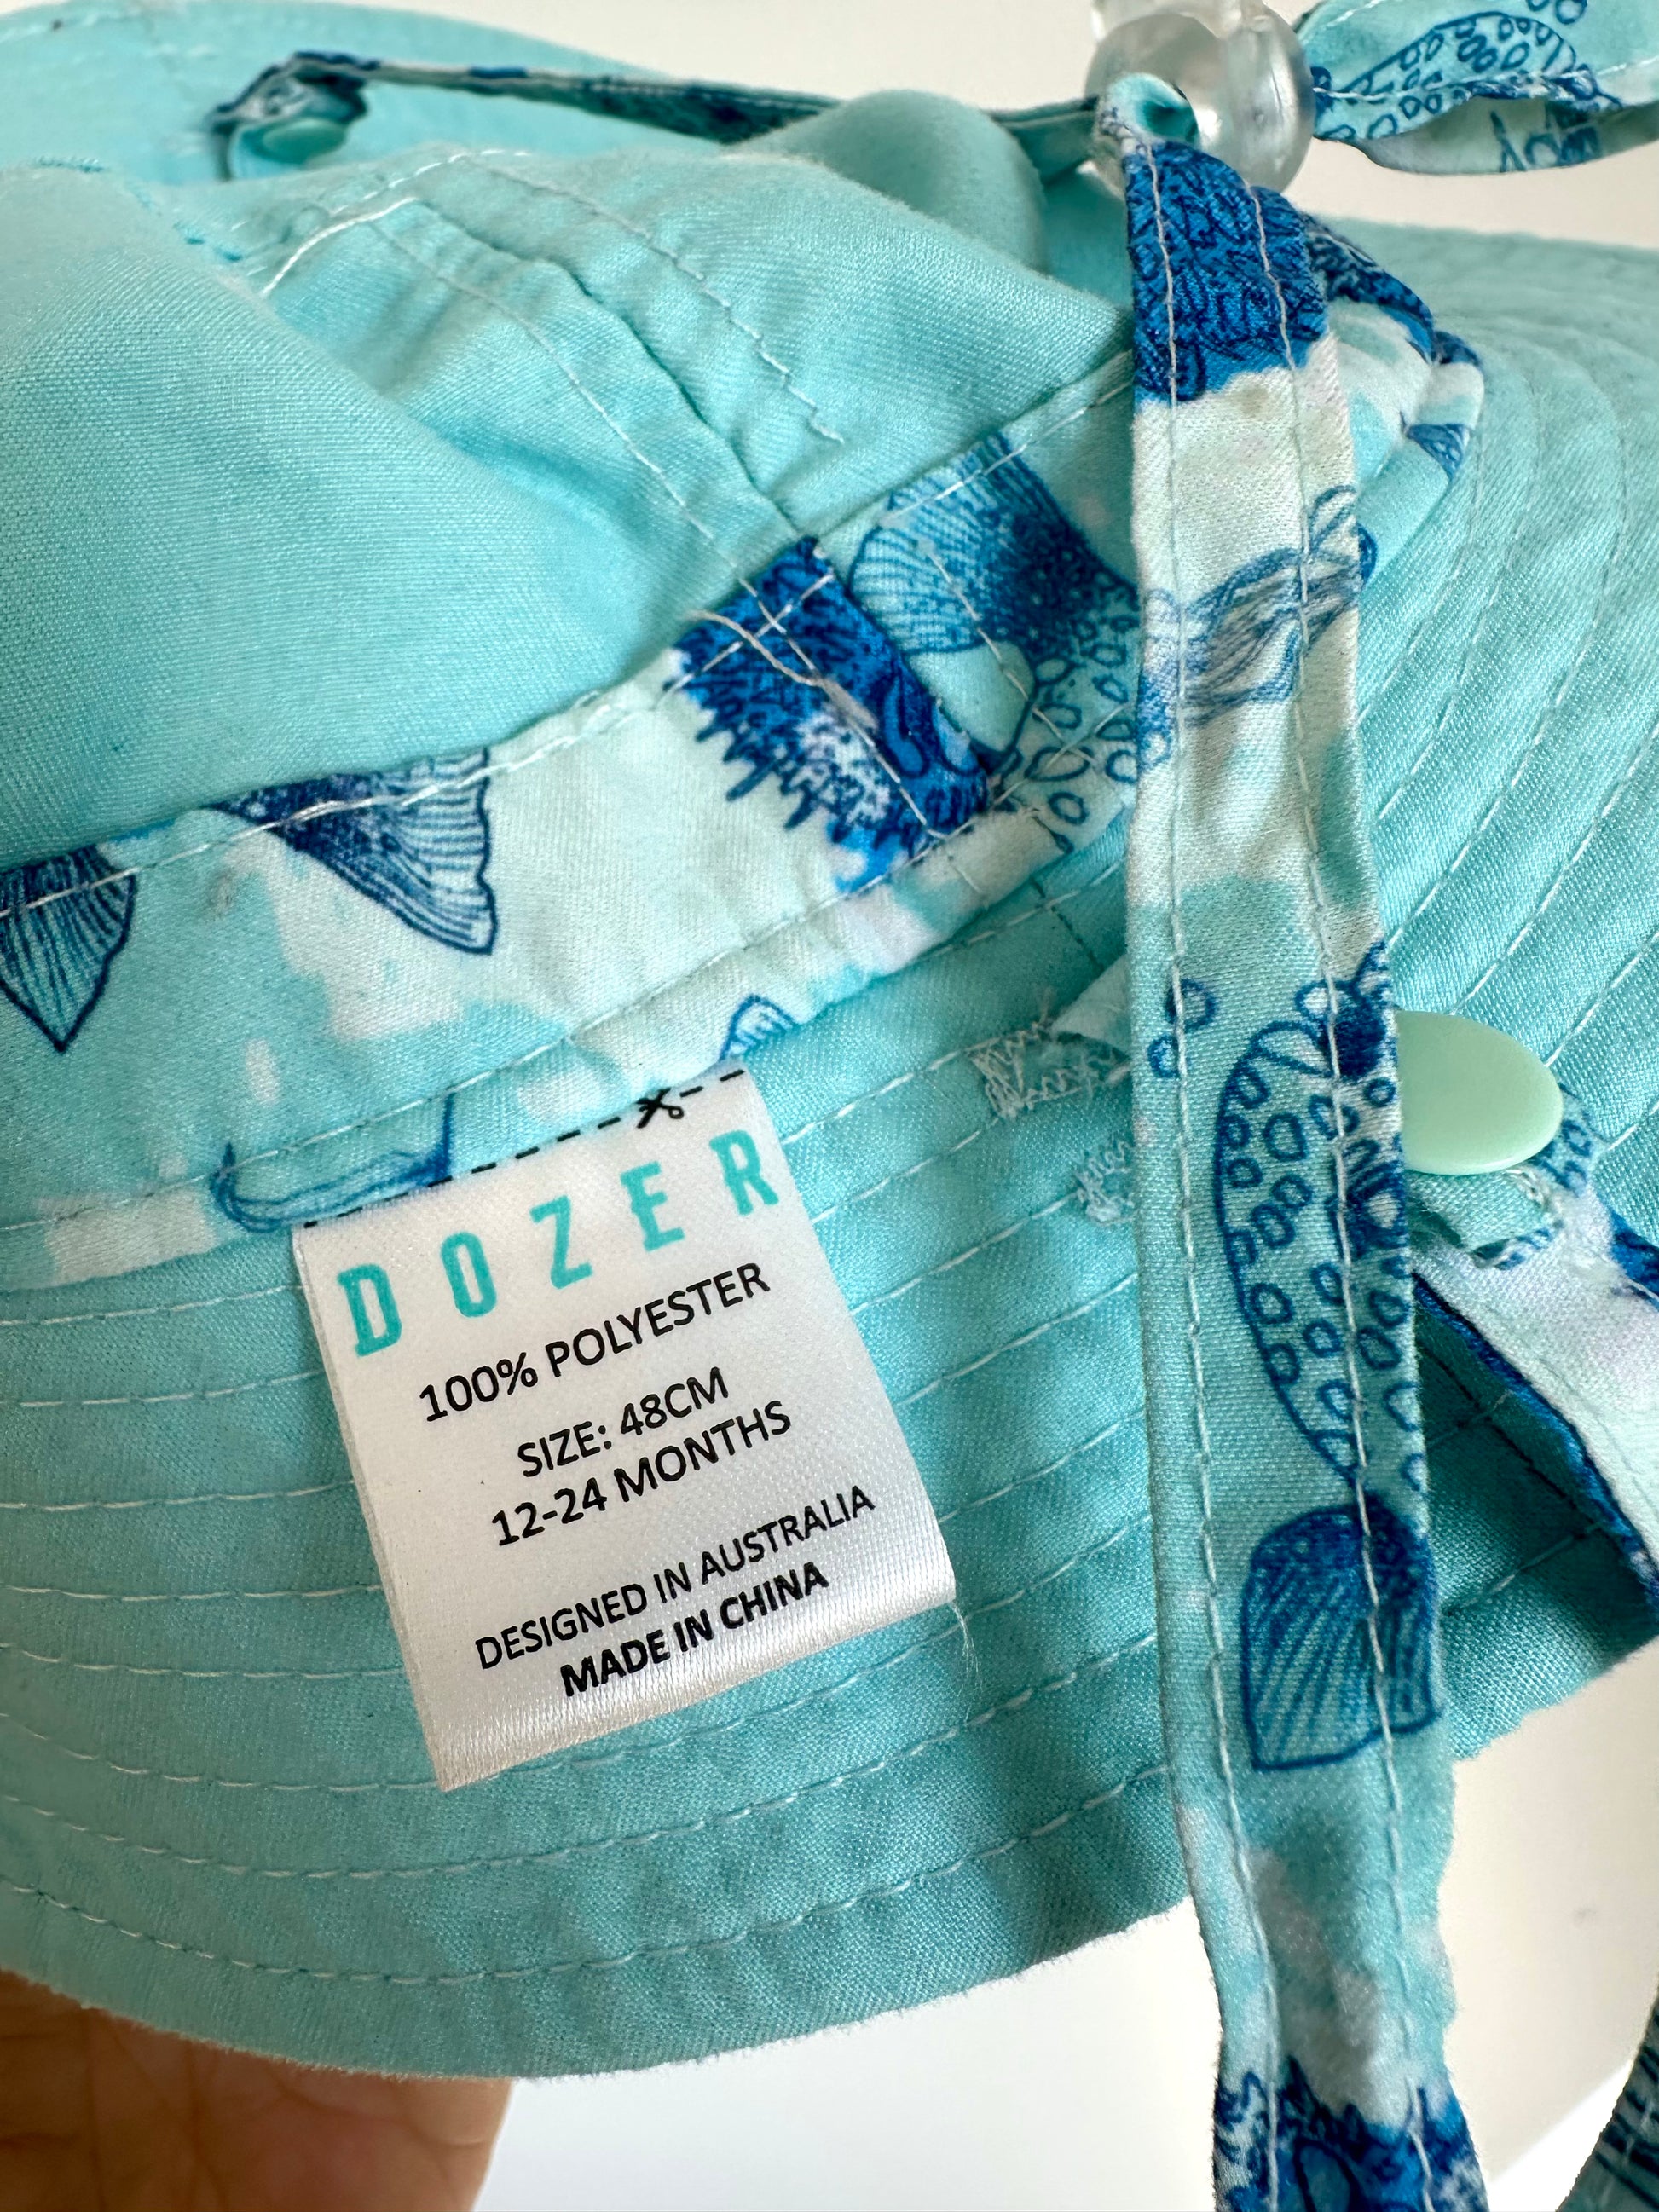 DOZER
100% POLYESTER
SIZE: 48CM
12-24 MONTHS
DESIGNED IN AUSTRALIA
MADE IN CHINA